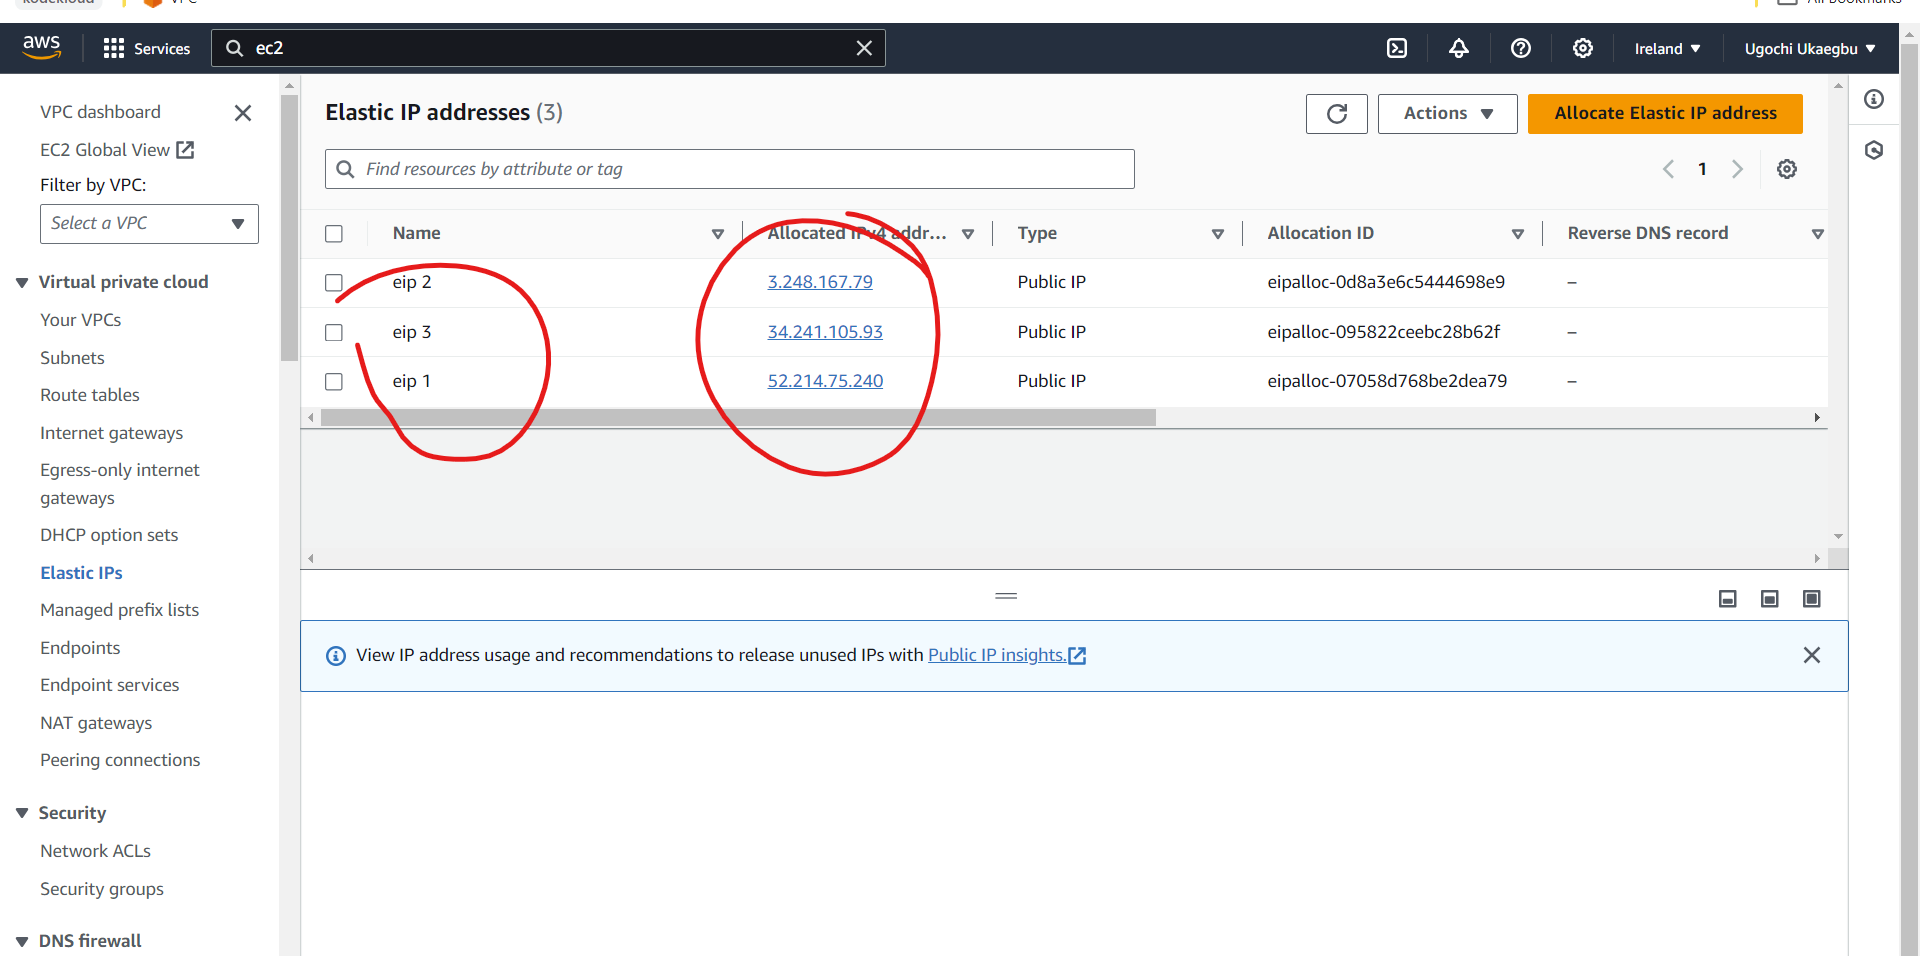 kodekloud VPC All Bookmarks
aws Services ec2 Ireland Ugochi Ukaegbu
VPC dashboard
EC2 Global View
Filter by VPC:
Select a VPC
Virtual private cloud
Your VPCs
Subnets
Route tables
Internet gateways
Egress-only internet
gateways
DHCP option sets
Elastic IPs
Managed prefix lists
Endpoints
Endpoint services
NAT gateways
Peering connections
Security
Network ACLs
Security groups
DNS firewall
Elastic IP addresses (3)
Actions
Allocate Elastic IP address
Find resources by attribute or tag
1
Name Allocated IPv4 addr... Type Allocation ID Reverse DNS record
eip 2 3.248.167.79 Public IP eipalloc-0d8a3e6c5444698e9 –
eip 3 34.241.105.93 Public IP eipalloc-095822ceebc28b62f –
eip 1 52.214.75.240 Public IP eipalloc-07058d768be2dea79 –
View IP address usage and recommendations to release unused IPs with Public IP insights.